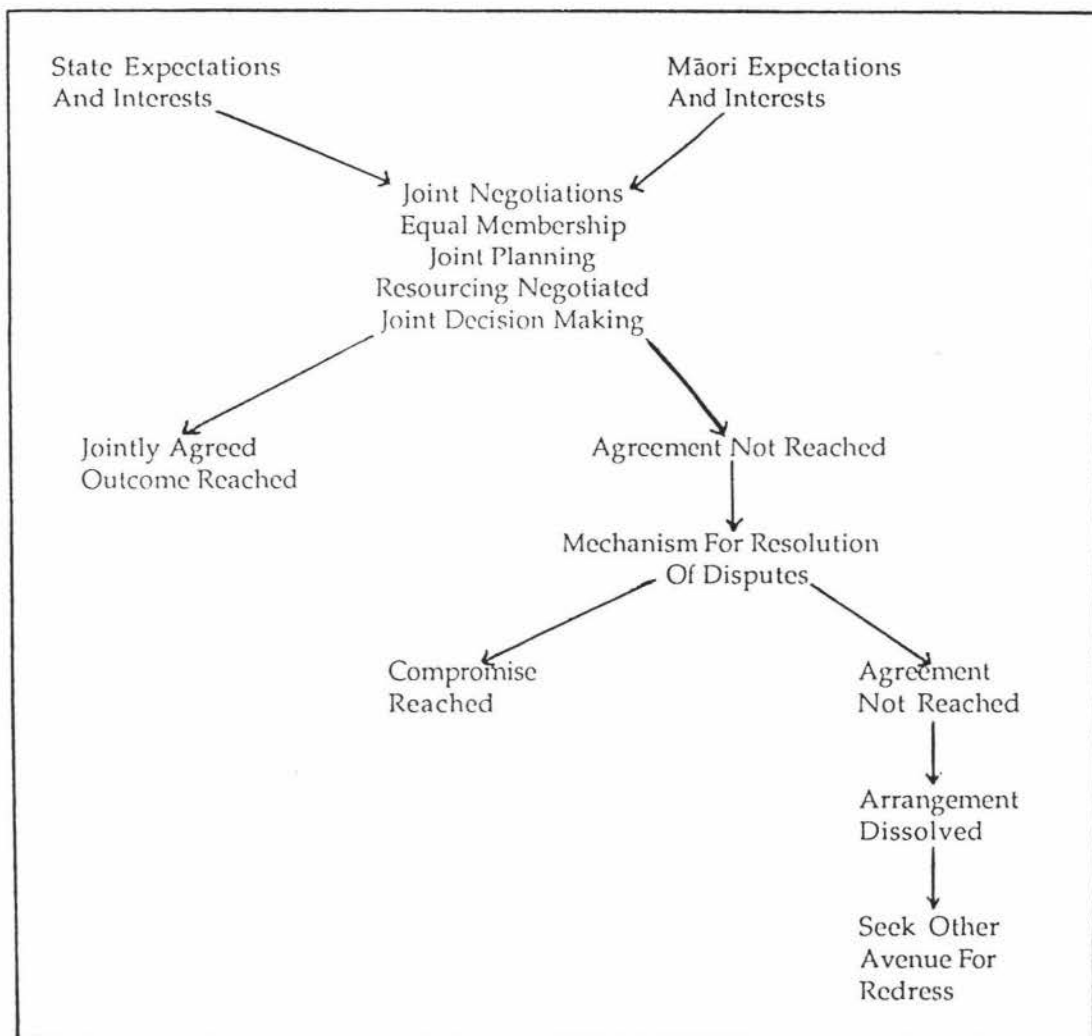 State Expectations
And Interests
Māori Expectations
And Interests
Joint Negotiations
Equal Membership
Joint Planning
Resourcing Negotiated
Joint Decision Making
Jointly Agreed
Outcome Reached
Agreement Not Reached
Mechanism For Resolution
Of Disputes
Compromise
Reached
Agreement
Not Reached
Arrangement
Dissolved
Seek Other
Avenue For
Redress